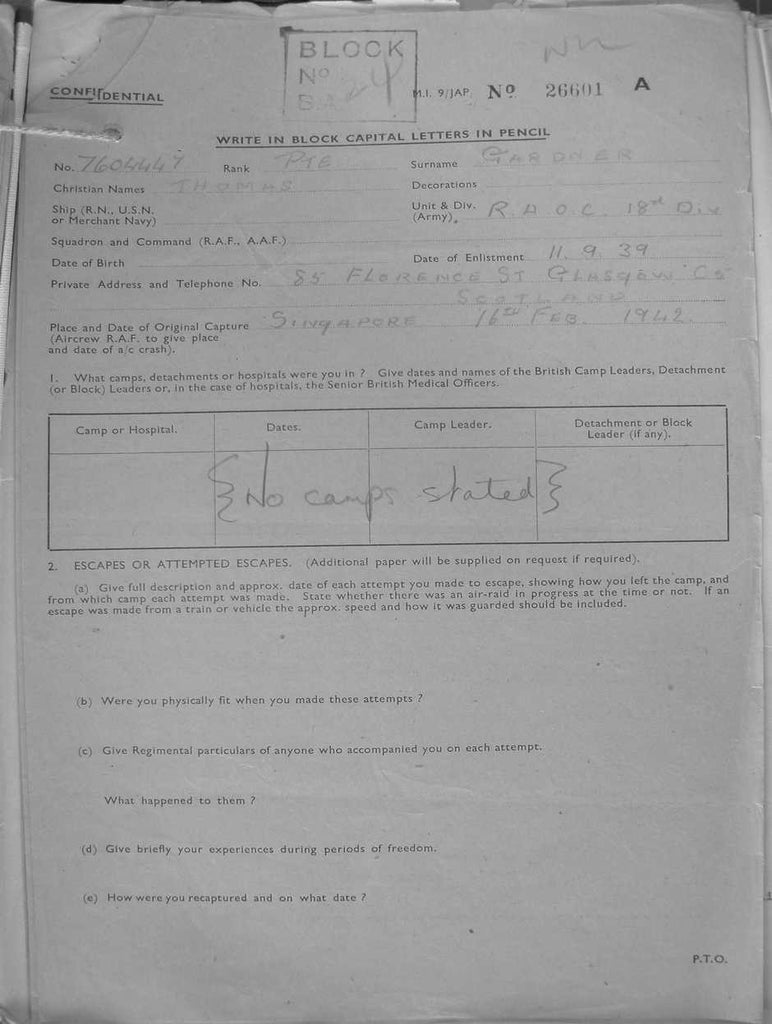 BLOCK
No
CONFIDENTIAL
M.I. 9/JAP. No 26601 A
WRITE IN BLOCK CAPITAL LETTERS IN PENCIL
No. 7604447 Rank PTE Surname GARDNER
Christian Names THOMAS Decorations
Ship (R.N., U.S.N. Unit & Div. R.A.O.C. 18th Div
or Merchant Navy) (Army).
Squadron and Command (R.A.F., A.A.F.)
Date of Birth Date of Enlistment 11. 9. 39
Private Address and Telephone No. 85 FLORENCE ST GLASGOW C5
SCOTLAND
Place and Date of Original Capture SINGAPORE 16TH FEB. 1942.
(Aircrew R.A.F. to give place
and date of a/c crash).
1. What camps, detachments or hospitals were you in ? Give dates and names of the British Camp Leaders, Detachment
(or Block) Leaders or, in the case of hospitals, the Senior British Medical Officers.
Camp or Hospital. Dates. Camp Leader. Detachment or Block
Leader (if any).
{No camps stated}
2. ESCAPES OR ATTEMPTED ESCAPES. (Additional paper will be supplied on request if required).
(a) Give full description and approx. date of each attempt you made to escape, showing how you left the camp, and
from which camp each attempt was made. State whether there was an air-raid in progress at the time or not. If an
escape was made from a train or vehicle the approx. speed and how it was guarded should be included.
(b) Were you physically fit when you made these attempts ?
(c) Give Regimental particulars of anyone who accompanied you on each attempt.
What happened to them ?
(d) Give briefly your experiences during periods of freedom.
(e) How were you recaptured and on what date ?
P.T.O.